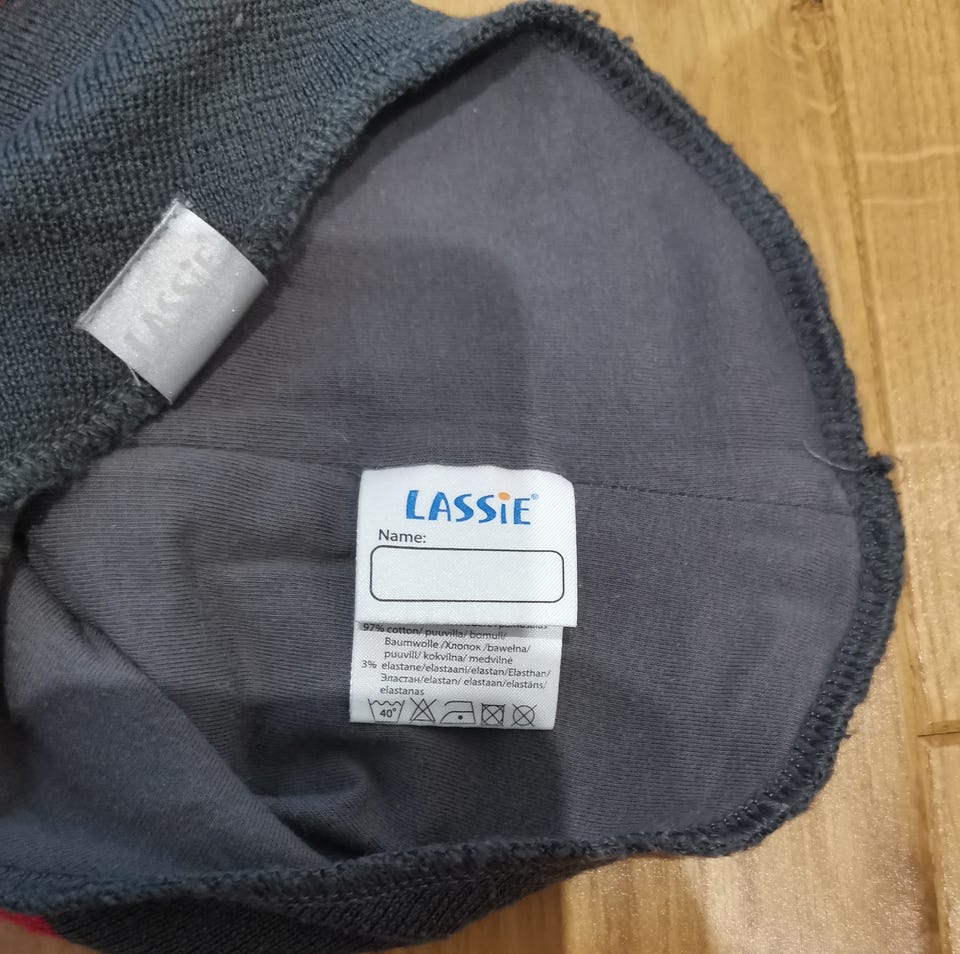 LASSiE
LASSiE®
Name:
97% cotton/ puuvilla/ bomull/
Baumwolle /Хлопок /bawełna/
puuvill/ kokvilna/ medvilnė
3% elastane/elastaani/elastan/Elasthan/
Эластан/elastan/ elastaan/elastāns/
elastanas
40°